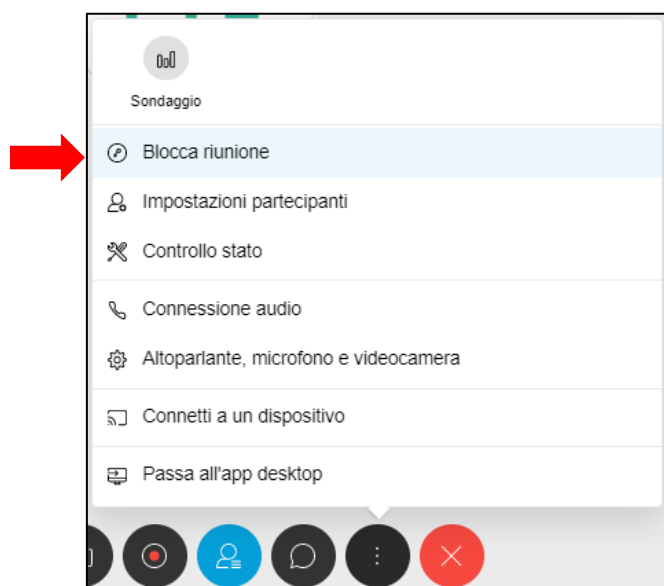 Sondaggio
Blocca riunione
Impostazioni partecipanti
Controllo stato
Connessione audio
Altoparlante, microfono e videocamera
Connetti a un dispositivo
Passa all'app desktop